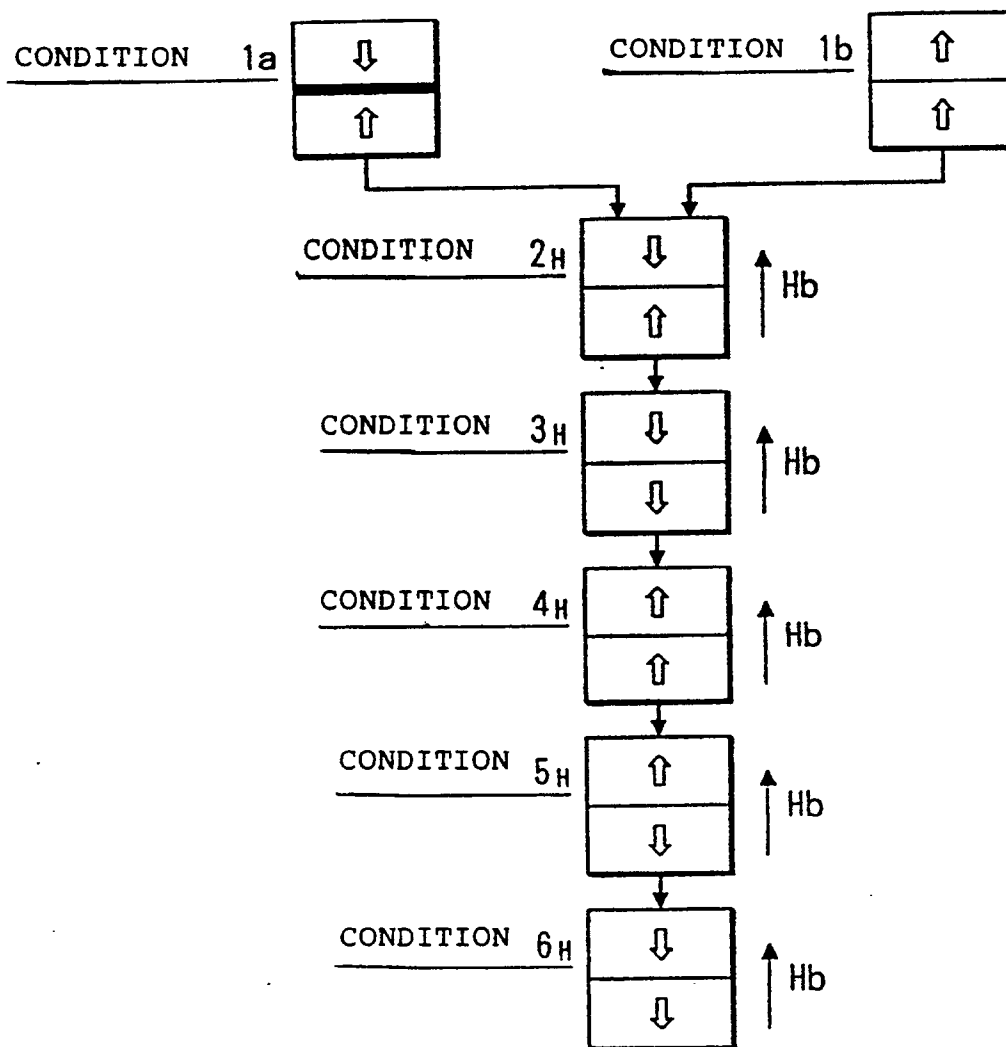 CONDITION 1a
CONDITION 1b
CONDITION 2H
Hb
CONDITION 3H
Hb
CONDITION 4H
Hb
CONDITION 5H
Hb
CONDITION 6H
Hb